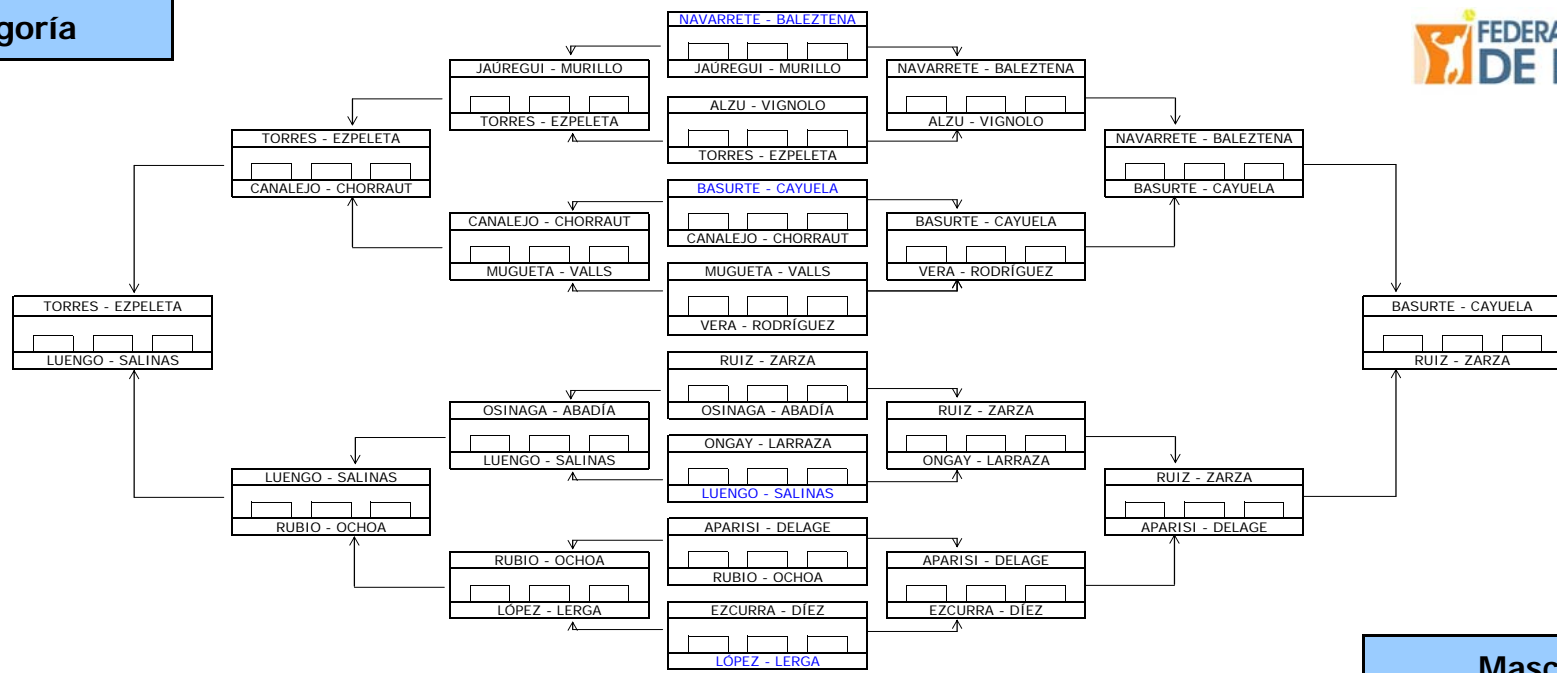 goría
NAVARRETE - BALEZTENA
JAÚREGUI - MURILLO
ALZU - VIGNOLO
TORRES - EZPELETA
BASURTE - CAYUELA
CANALEJO - CHORRAUT
MUGUETA - VALLS
VERA - RODRÍGUEZ
RUIZ - ZARZA
OSINAGA - ABADÍA
ONGAY - LARRAZA
LUENGO - SALINAS
APARISI - DELAGE
RUBIO - OCHOA
EZCURRA - DÍEZ
LÓPEZ - LERGA
JAÚREGUI - MURILLO
TORRES - EZPELETA
CANALEJO - CHORRAUT
MUGUETA - VALLS
OSINAGA - ABADÍA
LUENGO - SALINAS
RUBIO - OCHOA
LÓPEZ - LERGA
TORRES - EZPELETA
CANALEJO - CHORRAUT
LUENGO - SALINAS
RUBIO - OCHOA
TORRES - EZPELETA
LUENGO - SALINAS
NAVARRETE - BALEZTENA
ALZU - VIGNOLO
BASURTE - CAYUELA
VERA - RODRÍGUEZ
RUIZ - ZARZA
ONGAY - LARRAZA
APARISI - DELAGE
EZCURRA - DÍEZ
NAVARRETE - BALEZTENA
BASURTE - CAYUELA
RUIZ - ZARZA
APARISI - DELAGE
BASURTE - CAYUELA
RUIZ - ZARZA
FEDERA
DE
Masc